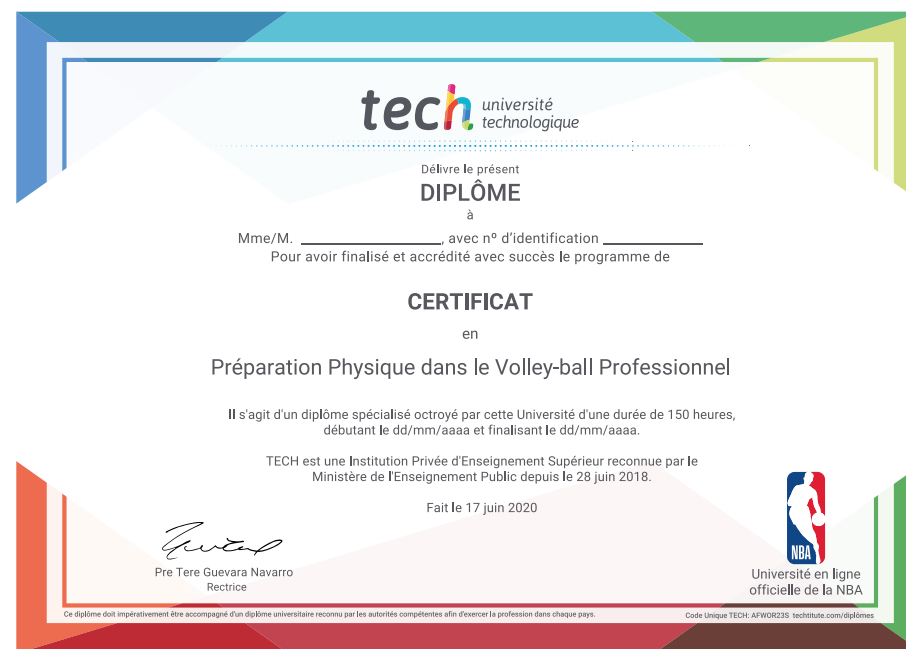 tech université
technologique
Délivre le présent
DIPLÔME
à
Mme/M. ____________________, avec nº d'identification ______________
Pour avoir finalisé et accrédité avec succès le programme de
CERTIFICAT
en
Préparation Physique dans le Volley-ball Professionnel
Il s'agit d'un diplôme spécialisé octroyé par cette Université d'une durée de 150 heures,
débutant le dd/mm/aaaa et finalisant le dd/mm/aaaa.
TECH est une Institution Privée d'Enseignement Supérieur reconnue par le
Ministère de l'Enseignement Public depuis le 28 juin 2018.
Fait le 17 juin 2020
Pre Tere Guevara Navarro
Rectrice
NBA
Université en ligne
officielle de la NBA
Ce diplôme doit impérativement être accompagné d'un diplôme universitaire reconnu par les autorités compétentes afin d'exercer la profession dans chaque pays.
Code Unique TECH: AFWOR23S techtitute.com/diplômes